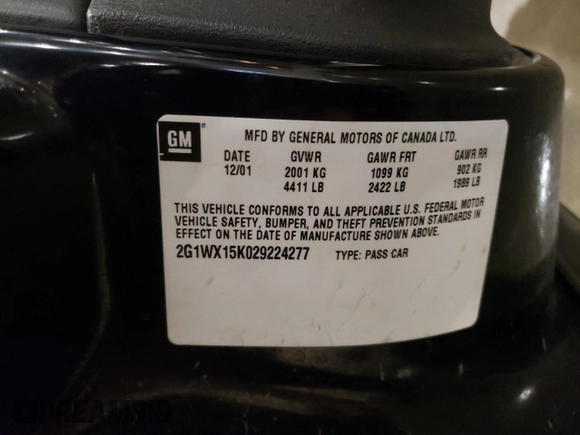 GM
MFD BY GENERAL MOTORS OF CANADA LTD.
DATE GVWR GAWR FRT GAWR RR
12/01 2001 KG 1099 KG 902 KG
4411 LB 2422 LB 1989 LB
THIS VEHICLE CONFORMS TO ALL APPLICABLE U.S. FEDERAL MOTOR
VEHICLE SAFETY, BUMPER, AND THEFT PREVENTION STANDARDS IN
EFFECT ON THE DATE OF MANUFACTURE SHOWN ABOVE.
2G1WX15K029224277 TYPE: PASS CAR
DREAMBID